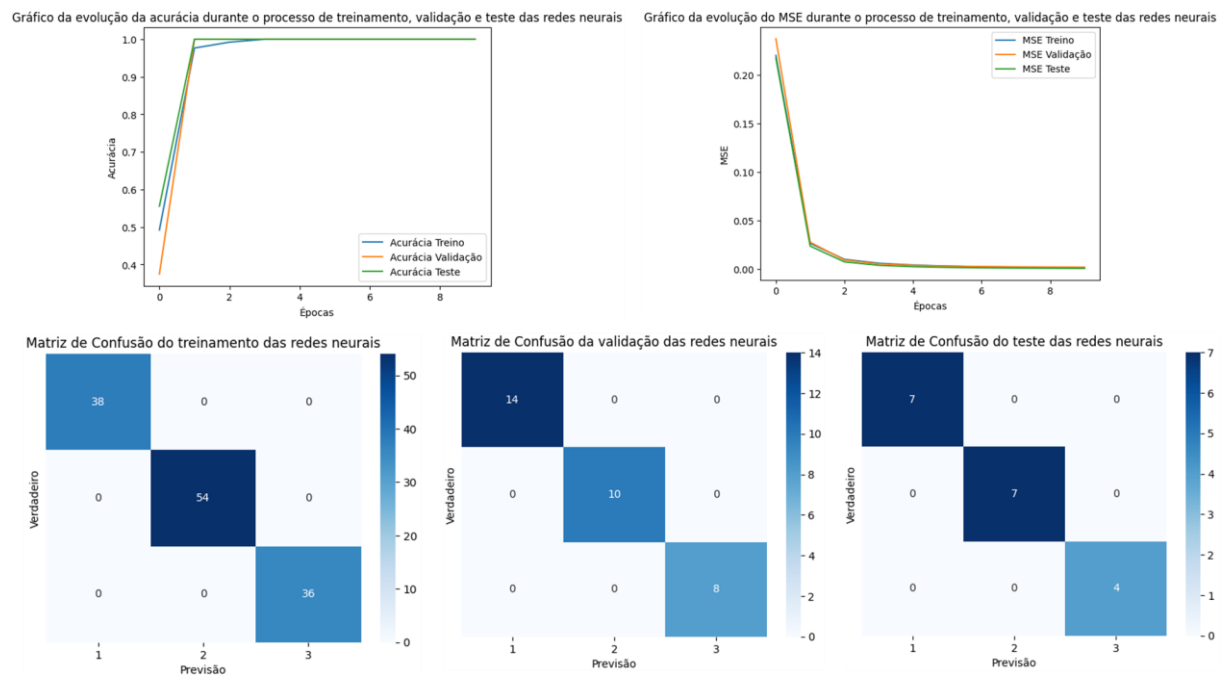 Gráfico da evolução da acurácia durante o processo de treinamento, validação e teste das redes neurais
1.0
0.9
0.8
0.7
0.6
0.5
0.4
Acurácia
0 2 4 6 8
Épocas
Acurácia Treino
Acurácia Validação
Acurácia Teste
Gráfico da evolução do MSE durante o processo de treinamento, validação e teste das redes neurais
0.20
0.15
0.10
0.05
0.00
MSE
0 2 4 6 8
Épocas
MSE Treino
MSE Validação
MSE Teste
Matriz de Confusão do treinamento das redes neurais
38 0 0
0 54 0
0 0 36
Verdadeiro
1 2 3
Previsão
50
40
30
20
10
0
Matriz de Confusão da validação das redes neurais
14 0 0
0 10 0
0 0 8
Verdadeiro
1 2 3
Previsão
14
12
10
8
6
4
2
0
Matriz de Confusão do teste das redes neurais
7 0 0
0 7 0
0 0 4
Verdadeiro
1 2 3
Previsão
7
6
5
4
3
2
1
0